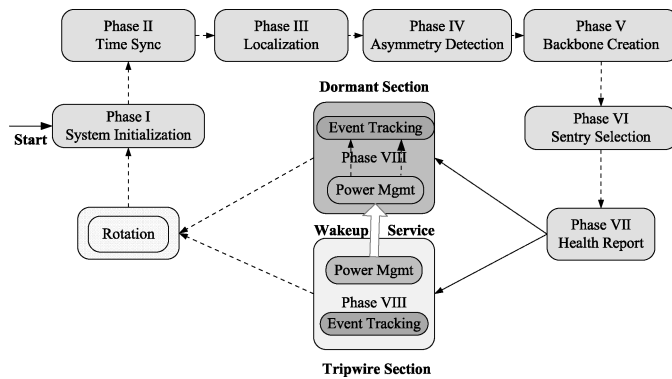 Phase II
Time Sync
Phase III
Localization
Phase IV
Asymmetry Detection
Phase V
Backbone Creation
Dormant Section
Phase I
System Initialization
Start
Event Tracking
Phase VIII
Power Mgmt
Phase VI
Sentry Selection
Rotation
Wakeup Service
Phase VII
Health Report
Power Mgmt
Phase VIII
Event Tracking
Tripwire Section